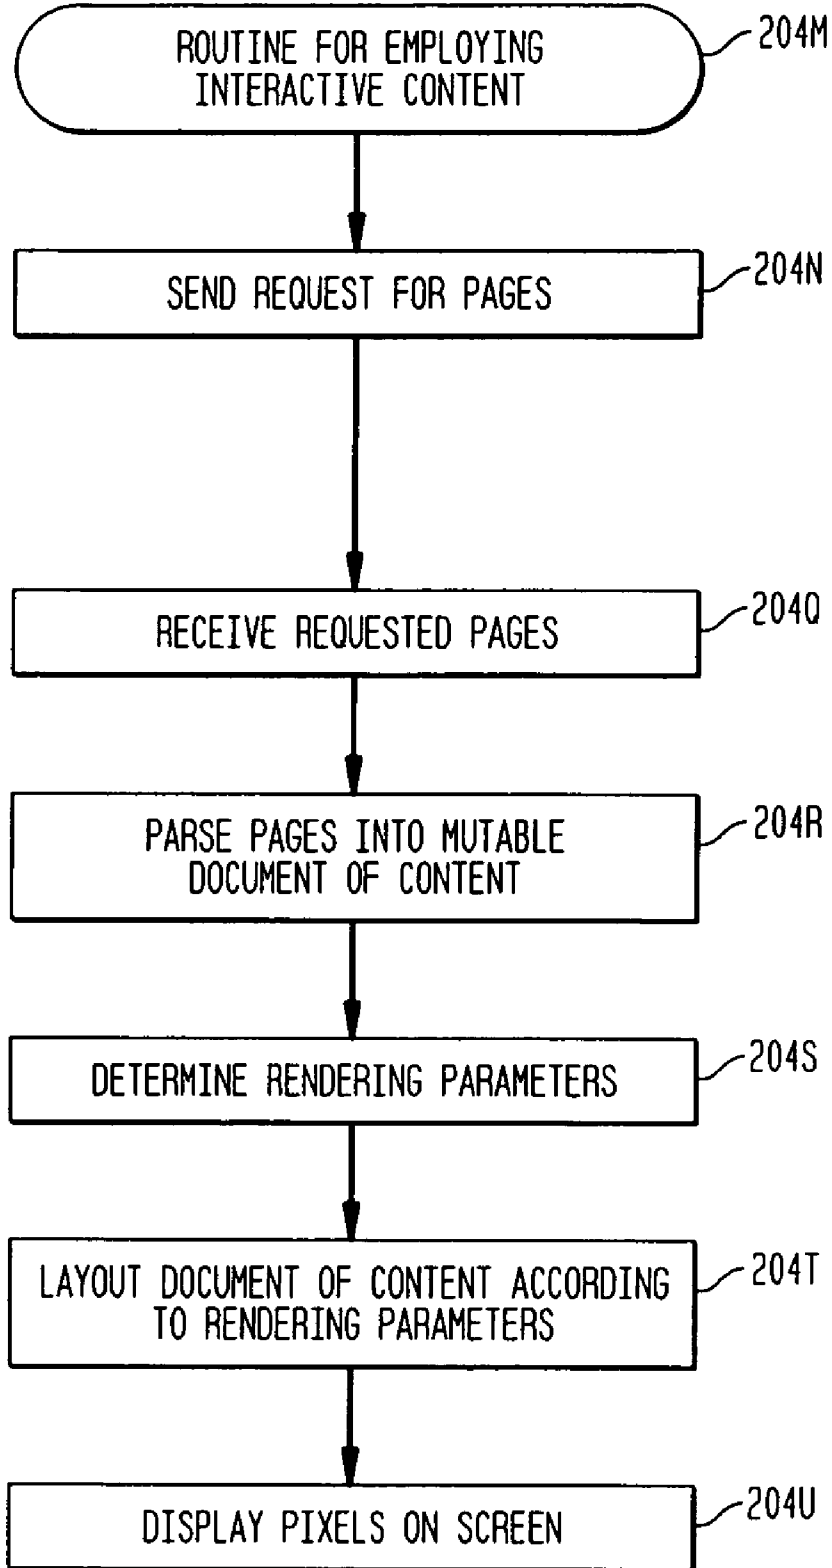 ROUTINE FOR EMPLOYING
INTERACTIVE CONTENT
204M
SEND REQUEST FOR PAGES
204N
RECEIVE REQUESTED PAGES
204Q
PARSE PAGES INTO MUTABLE
DOCUMENT OF CONTENT
204R
DETERMINE RENDERING PARAMETERS
204S
LAYOUT DOCUMENT OF CONTENT ACCORDING
TO RENDERING PARAMETERS
204T
DISPLAY PIXELS ON SCREEN
204U